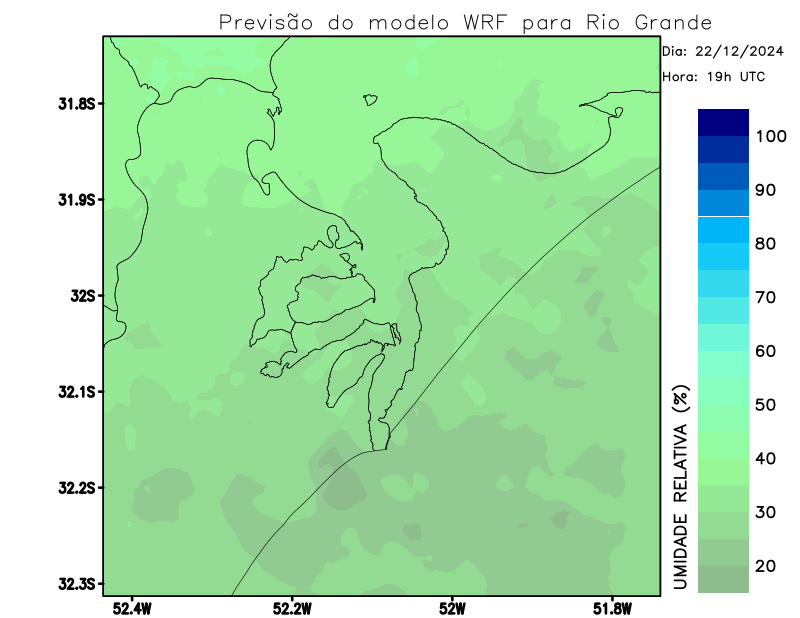 Previsão do modelo WRF para Rio Grande
Dia: 22/12/2024
Hora: 19h UTC
31.8S
31.9S
32S
32.1S
32.2S
32.3S
52.4W
52.2W
52W
51.8W
100
90
80
70
60
50
40
30
20
UMIDADE RELATIVA (%)